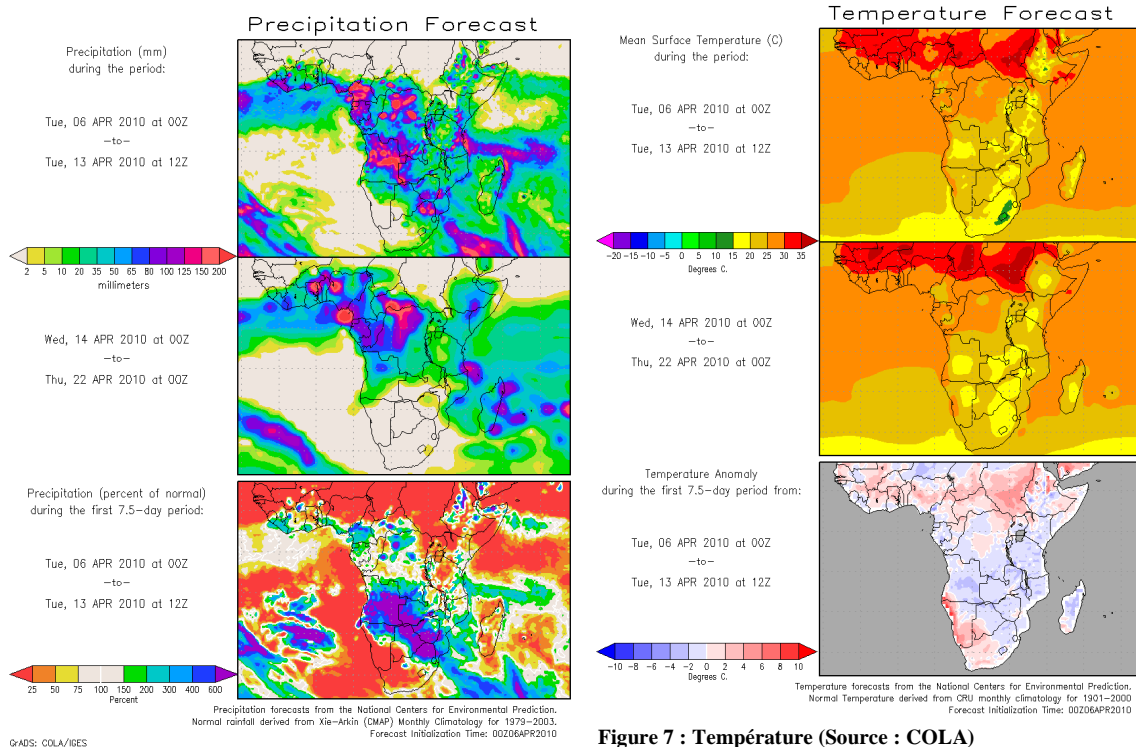 Precipitation Forecast
Precipitation (mm)
during the period:
Tue, 06 APR 2010 at 00Z
-to-
Tue, 13 APR 2010 at 12Z
2 5 10 20 35 50 65 80 100 125 150 200
millimeters
Wed, 14 APR 2010 at 00Z
-to-
Thu, 22 APR 2010 at 00Z
Precipitation (percent of normal)
during the first 7.5-day period:
Tue, 06 APR 2010 at 00Z
-to-
Tue, 13 APR 2010 at 12Z
25 50 75 100 150 200 300 400 600
Percent
Precipitation forecasts from the National Centers for Environmental Prediction.
Normal rainfall derived from Xie-Arkin (CMAP) Monthly Climatology for 1979-2003.
Forecast Initialization Time: 00Z06APR2010
GrADS: COLA/IGES
Temperature Forecast
Mean Surface Temperature (C)
during the period:
Tue, 06 APR 2010 at 00Z
-to-
Tue, 13 APR 2010 at 12Z
-20 -15 -10 -5 0 5 10 15 20 25 30 35
Degrees C.
Wed, 14 APR 2010 at 00Z
-to-
Thu, 22 APR 2010 at 00Z
Temperature Anomaly
during the first 7.5-day period from:
Tue, 06 APR 2010 at 00Z
-to-
Tue, 13 APR 2010 at 12Z
-10 -8 -6 -4 -2 0 2 4 6 8 10
Degrees C.
Temperature forecasts from the National Centers for Environmental Prediction.
Normal Temperature derived from CRU monthly climatology for 1901-2000
Forecast Initialization Time: 00Z06APR2010
Figure 7 : Température (Source : COLA)